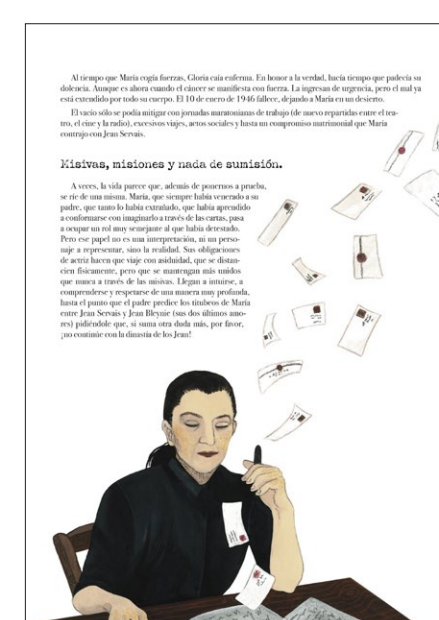 Al tiempo que María cogía fuerzas, Gloria caía enferma. En honor a la verdad, hacía tiempo que padecía su
dolencia. Aunque es ahora cuando el cáncer se manifiesta con fuerza. La ingresan de urgencia, pero el mal ya
está extendido por todo su cuerpo. El 10 de enero de 1946 fallece, dejando a María en un desierto.
El vacío sólo se podía mitigar con jornadas maratonianas de trabajo (de nuevo repartidas entre el tea-
tro, el cine y la radio), excesivos viajes, actos sociales y hasta un compromiso matrimonial que María
contrajo con Jean Servais.
Misivas, misiones y nada de sumisión.
A veces, la vida parece que, además de ponernos a prueba,
se ríe de una misma. María, que siempre había venerado a su
padre, que tanto lo había extrañado, que había aprendido
a conformarse con imaginarlo a través de las cartas, pasa
a ocupar un rol muy semejante al que había detestado.
Pero ese papel no es una interpretación, ni un perso-
naje a representar, sino la realidad. Sus obligaciones
de actriz hacen que viaje con asiduidad, que se distan-
cien físicamente, pero que se mantengan más unidos
que nunca a través de las misivas. Llegan a intuirse, a
comprenderse y respetarse de una manera muy profunda,
hasta el punto que el padre predice los titubeos de María
entre Jean Servais y Jean Bleynie (sus dos últimos amo-
res) pidiéndole que, si suma otra duda más, por favor,
¡no continúe con la dinastía de los Jean!